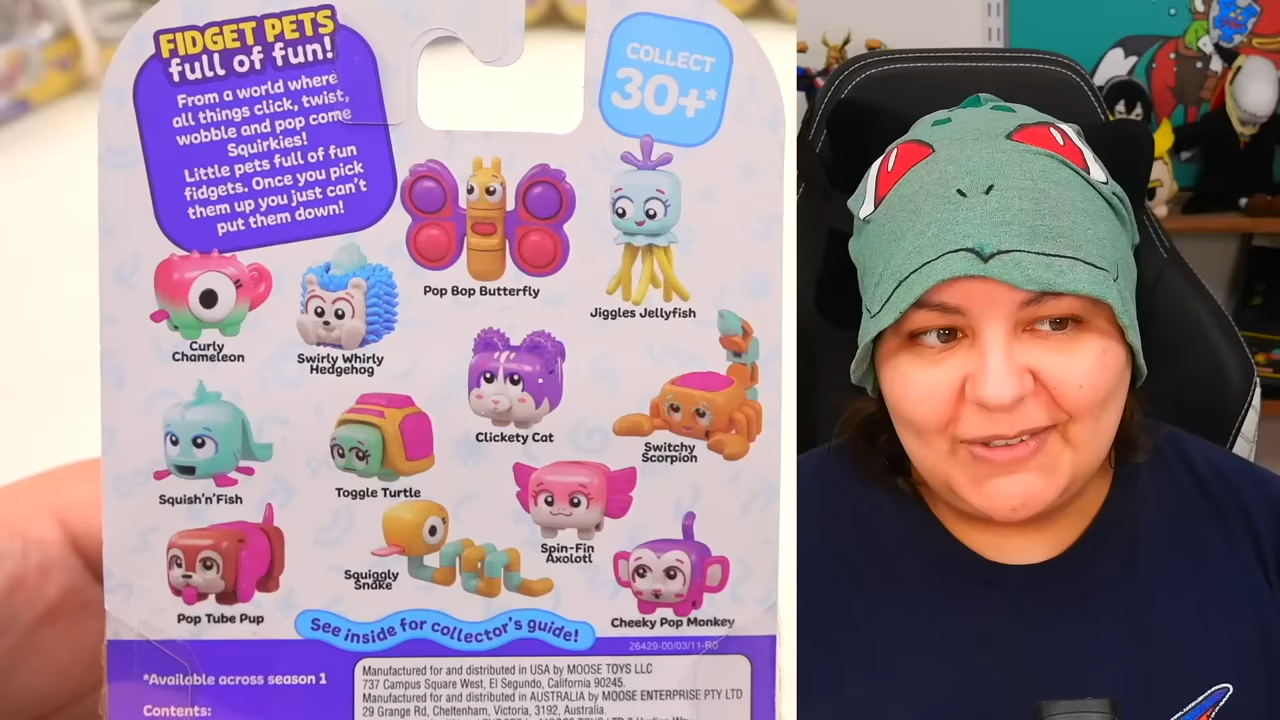 FIDGET PETS
full of fun!
From a world where
all things click, twist,
wobble and pop come
Squirkies!
Little pets full of fun
fidgets. Once you pick
them up you just can't
put them down!
COLLECT
30+*
Pop Bop Butterfly
Jiggles Jellyfish
Curly
Chameleon
Swirly Whirly
Hedgehog
Clickety Cat
Switchy
Scorpion
Squish'n'Fish
Toggle Turtle
Spin-Fin
Axolotl
Squiggly
Snake
Pop Tube Pup
Cheeky Pop Monkey
See inside for collector's guide!
26429-00/03/11-R0
*Available across season 1
Contents:
Manufactured for and distributed in USA by MOOSE TOYS LLC
737 Campus Square West, El Segundo, California 90245.
Manufactured for and distributed in AUSTRALIA by MOOSE ENTERPRISE PTY LTD
29 Grange Rd, Cheltenham, Victoria, 3192, Australia.